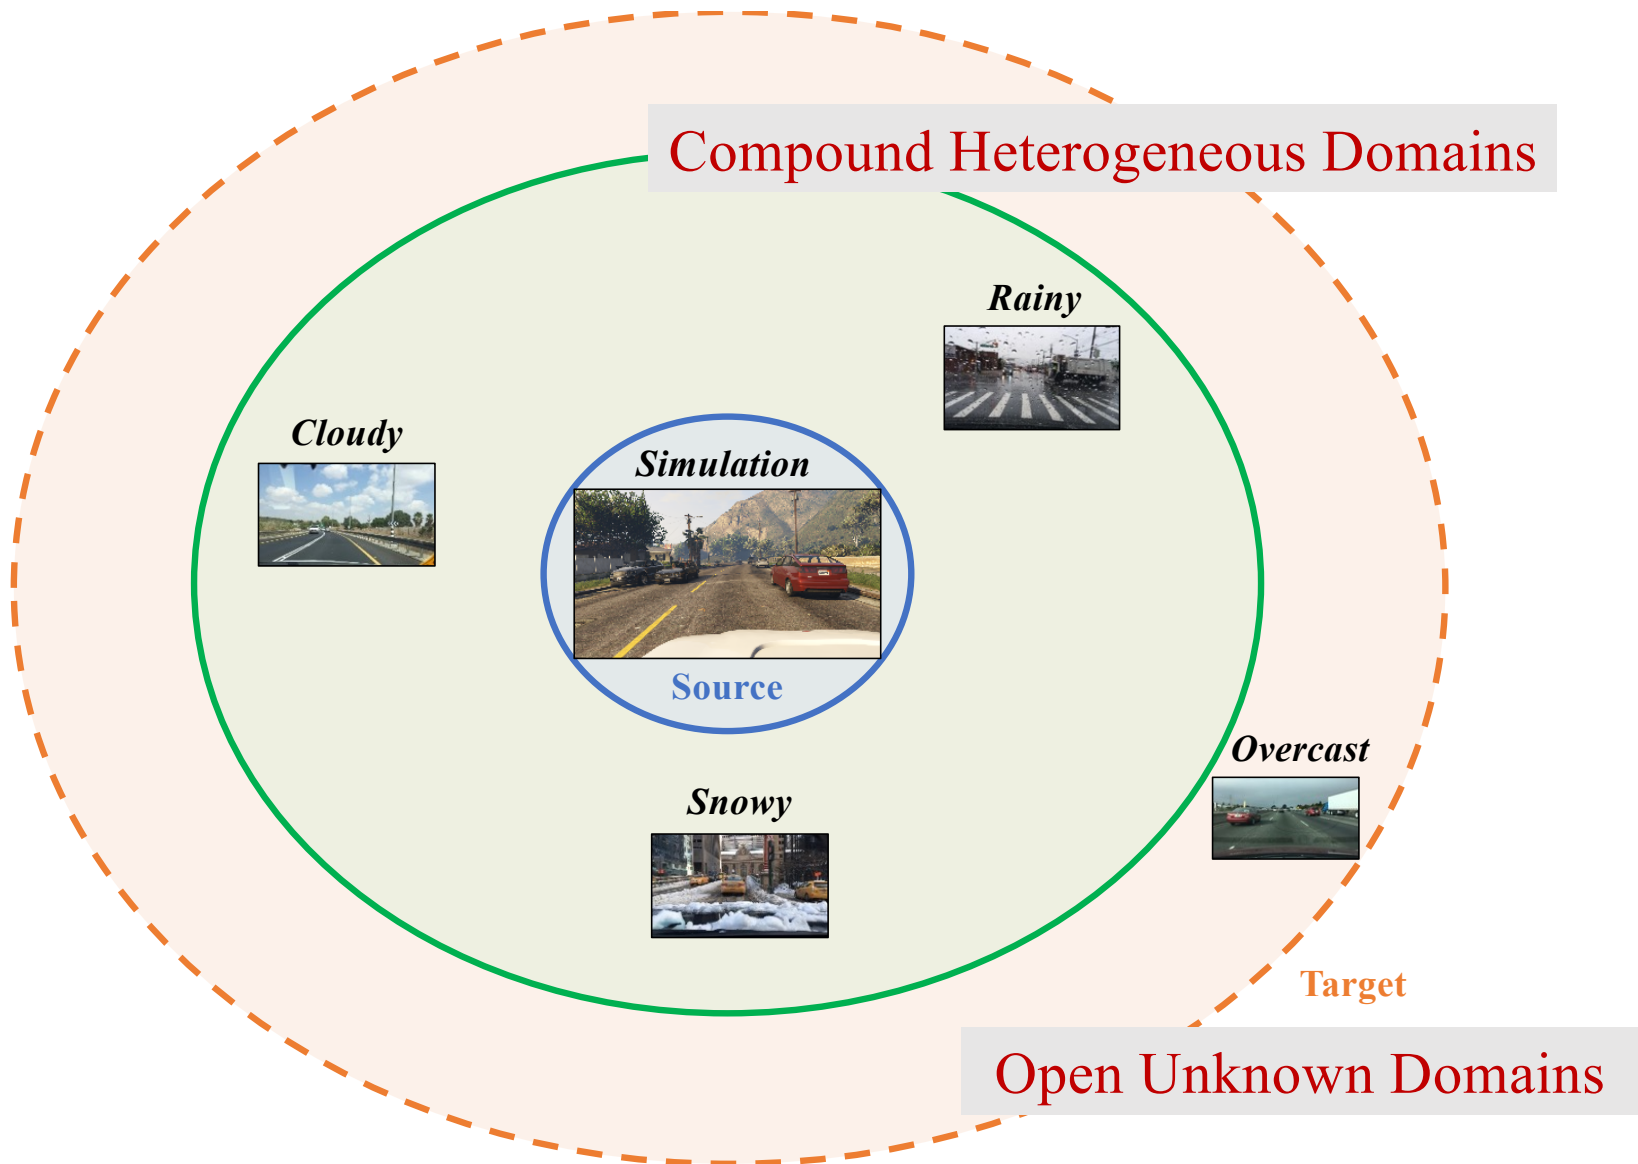 Compound Heterogeneous Domains
Rainy
Cloudy
Simulation
Source
Overcast
Snowy
Target
Open Unknown Domains